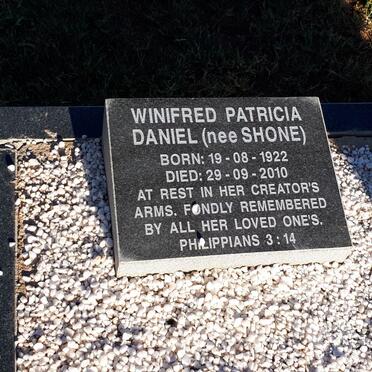 WINIFRED PATRICIA
DANIEL (nee SHONE)
BORN: 19 - 08 - 1922
DIED: 29 - 09 - 2010
AT REST IN HER CREATOR'S
ARMS. FONDLY REMEMBERED
BY ALL HER LOVED ONE'S.
PHILIPPIANS 3 : 14